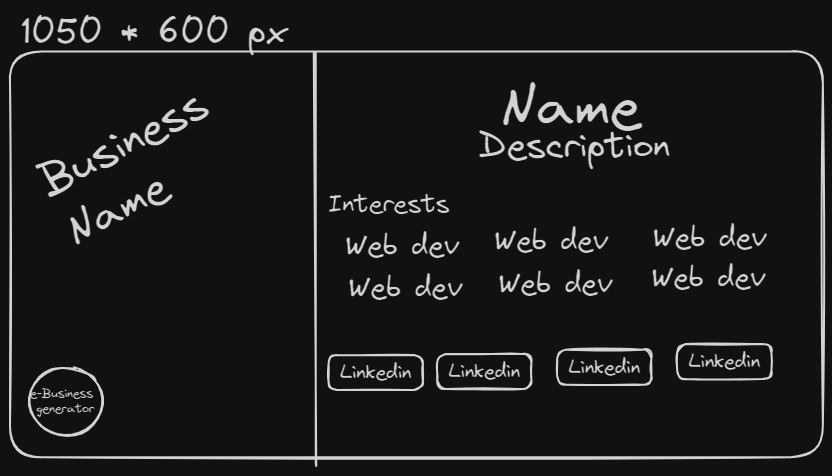 1050 * 600 px
Business
Name
e-Business
generator
Name
Description
Interests
Web dev Web dev Web dev
Web dev Web dev Web dev
Linkedin Linkedin Linkedin Linkedin